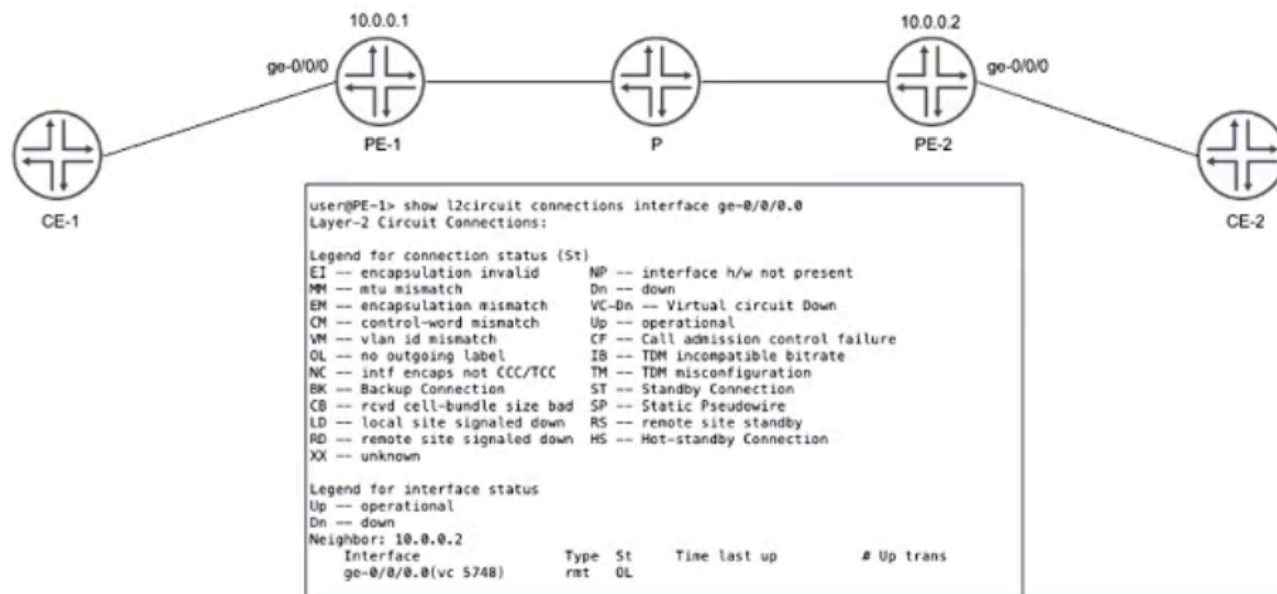 10.0.0.1
10.0.0.2
ge-0/0/0
ge-0/0/0
PE-1
P
PE-2
CE-1
CE-2
user@PE-1> show l2circuit connections interface ge-0/0/0.0
Layer-2 Circuit Connections:
Legend for connection status (St)
EI -- encapsulation invalid NP -- interface h/w not present
MM -- mtu mismatch Dn -- down
EM -- encapsulation mismatch VC-Dn -- Virtual circuit Down
CM -- control-word mismatch Up -- operational
VM -- vlan id mismatch CF -- Call admission control failure
OL -- no outgoing label IB -- TDM incompatible bitrate
NC -- intf encaps not CCC/TCC TM -- TDM misconfiguration
BK -- Backup Connection ST -- Standby Connection
CB -- rcvd cell-bundle size bad SP -- Static Pseudowire
LD -- local site signaled down RS -- remote site standby
RD -- remote site signaled down HS -- Hot-standby Connection
XX -- unknown
Legend for interface status
Up -- operational
Dn -- down
Neighbor: 10.0.0.2
Interface Type St Time last up # Up trans
ge-0/0/0.0(vc 5748) rmt OL